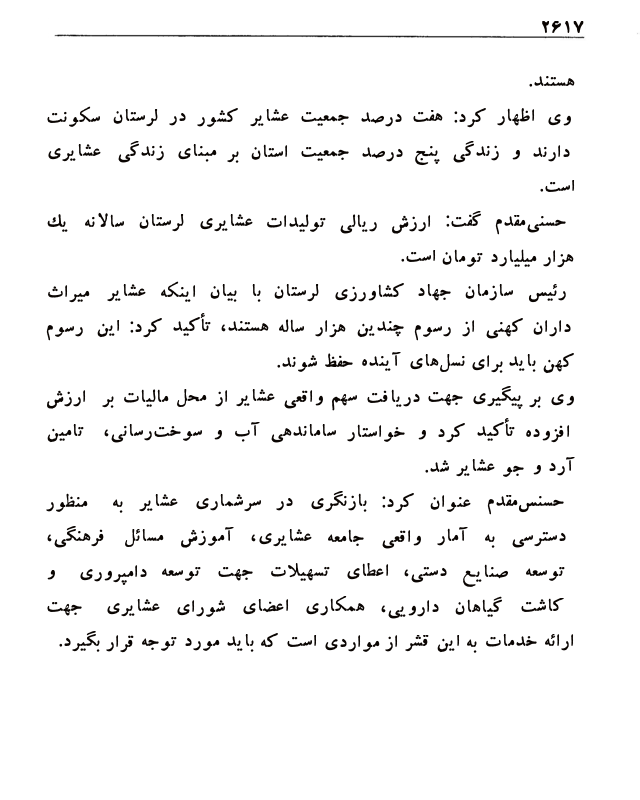 ۲۶۱۷
هستند.
وی اظهار کرد: هفت درصد جمعیت عشایر کشور در لرستان سکونت
دارند و زندگی پنج درصد جمعیت استان بر مبنای زندگی عشایری
است.
حسنی‌مقدم گفت: ارزش ریالی تولیدات عشایری لرستان سالانه یك
هزار میلیارد تومان است.
رئیس سازمان جهاد کشاورزی لرستان با بیان اینکه عشایر میراث
داران کهنی از رسوم چندین هزار ساله هستند، تأکید کرد: این رسوم
کهن باید برای نسل‌های آینده حفظ شوند.
وی بر پیگیری جهت دریافت سهم واقعی عشایر از محل مالیات بر ارزش
افزوده تأکید کرد و خواستار ساماندهی آب و سوخت‌رسانی، تامین
آرد و جو عشایر شد.
حسنس‌مقدم عنوان کرد: بازنگری در سرشماری عشایر به منظور
دسترسی به آمار واقعی جامعه عشایری، آموزش مسائل فرهنگی،
توسعه صنایع دستی، اعطای تسهیلات جهت توسعه دامپروری و
کاشت گیاهان دارویی، همکاری اعضای شورای عشایری جهت
ارائه خدمات به این قشر از مواردی است که باید مورد توجه قرار بگیرد.